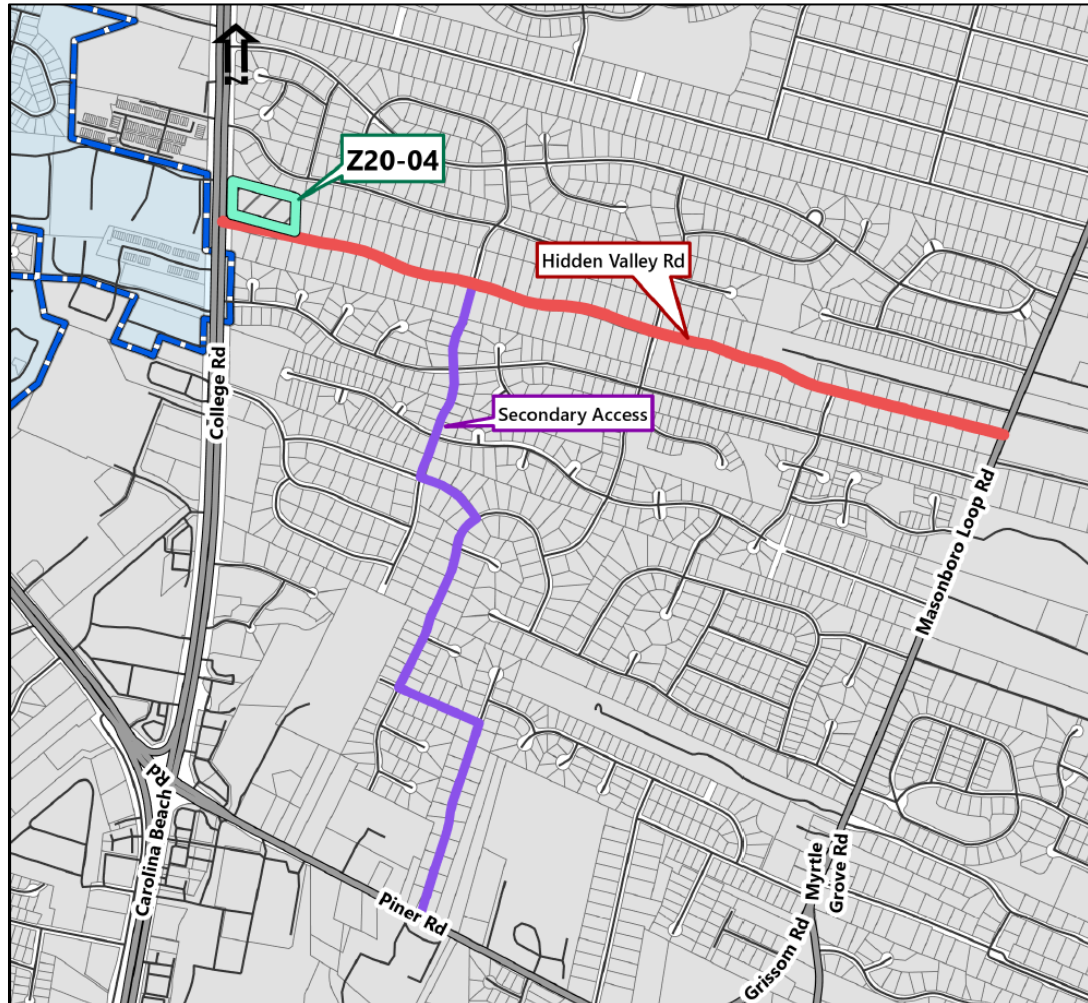 Z20-04
Hidden Valley Rd
College Rd
Secondary Access
Masonboro Loop Rd
Carolina Beach Rd
Piner Rd
Myrtle
Grove Rd
Grissom Rd